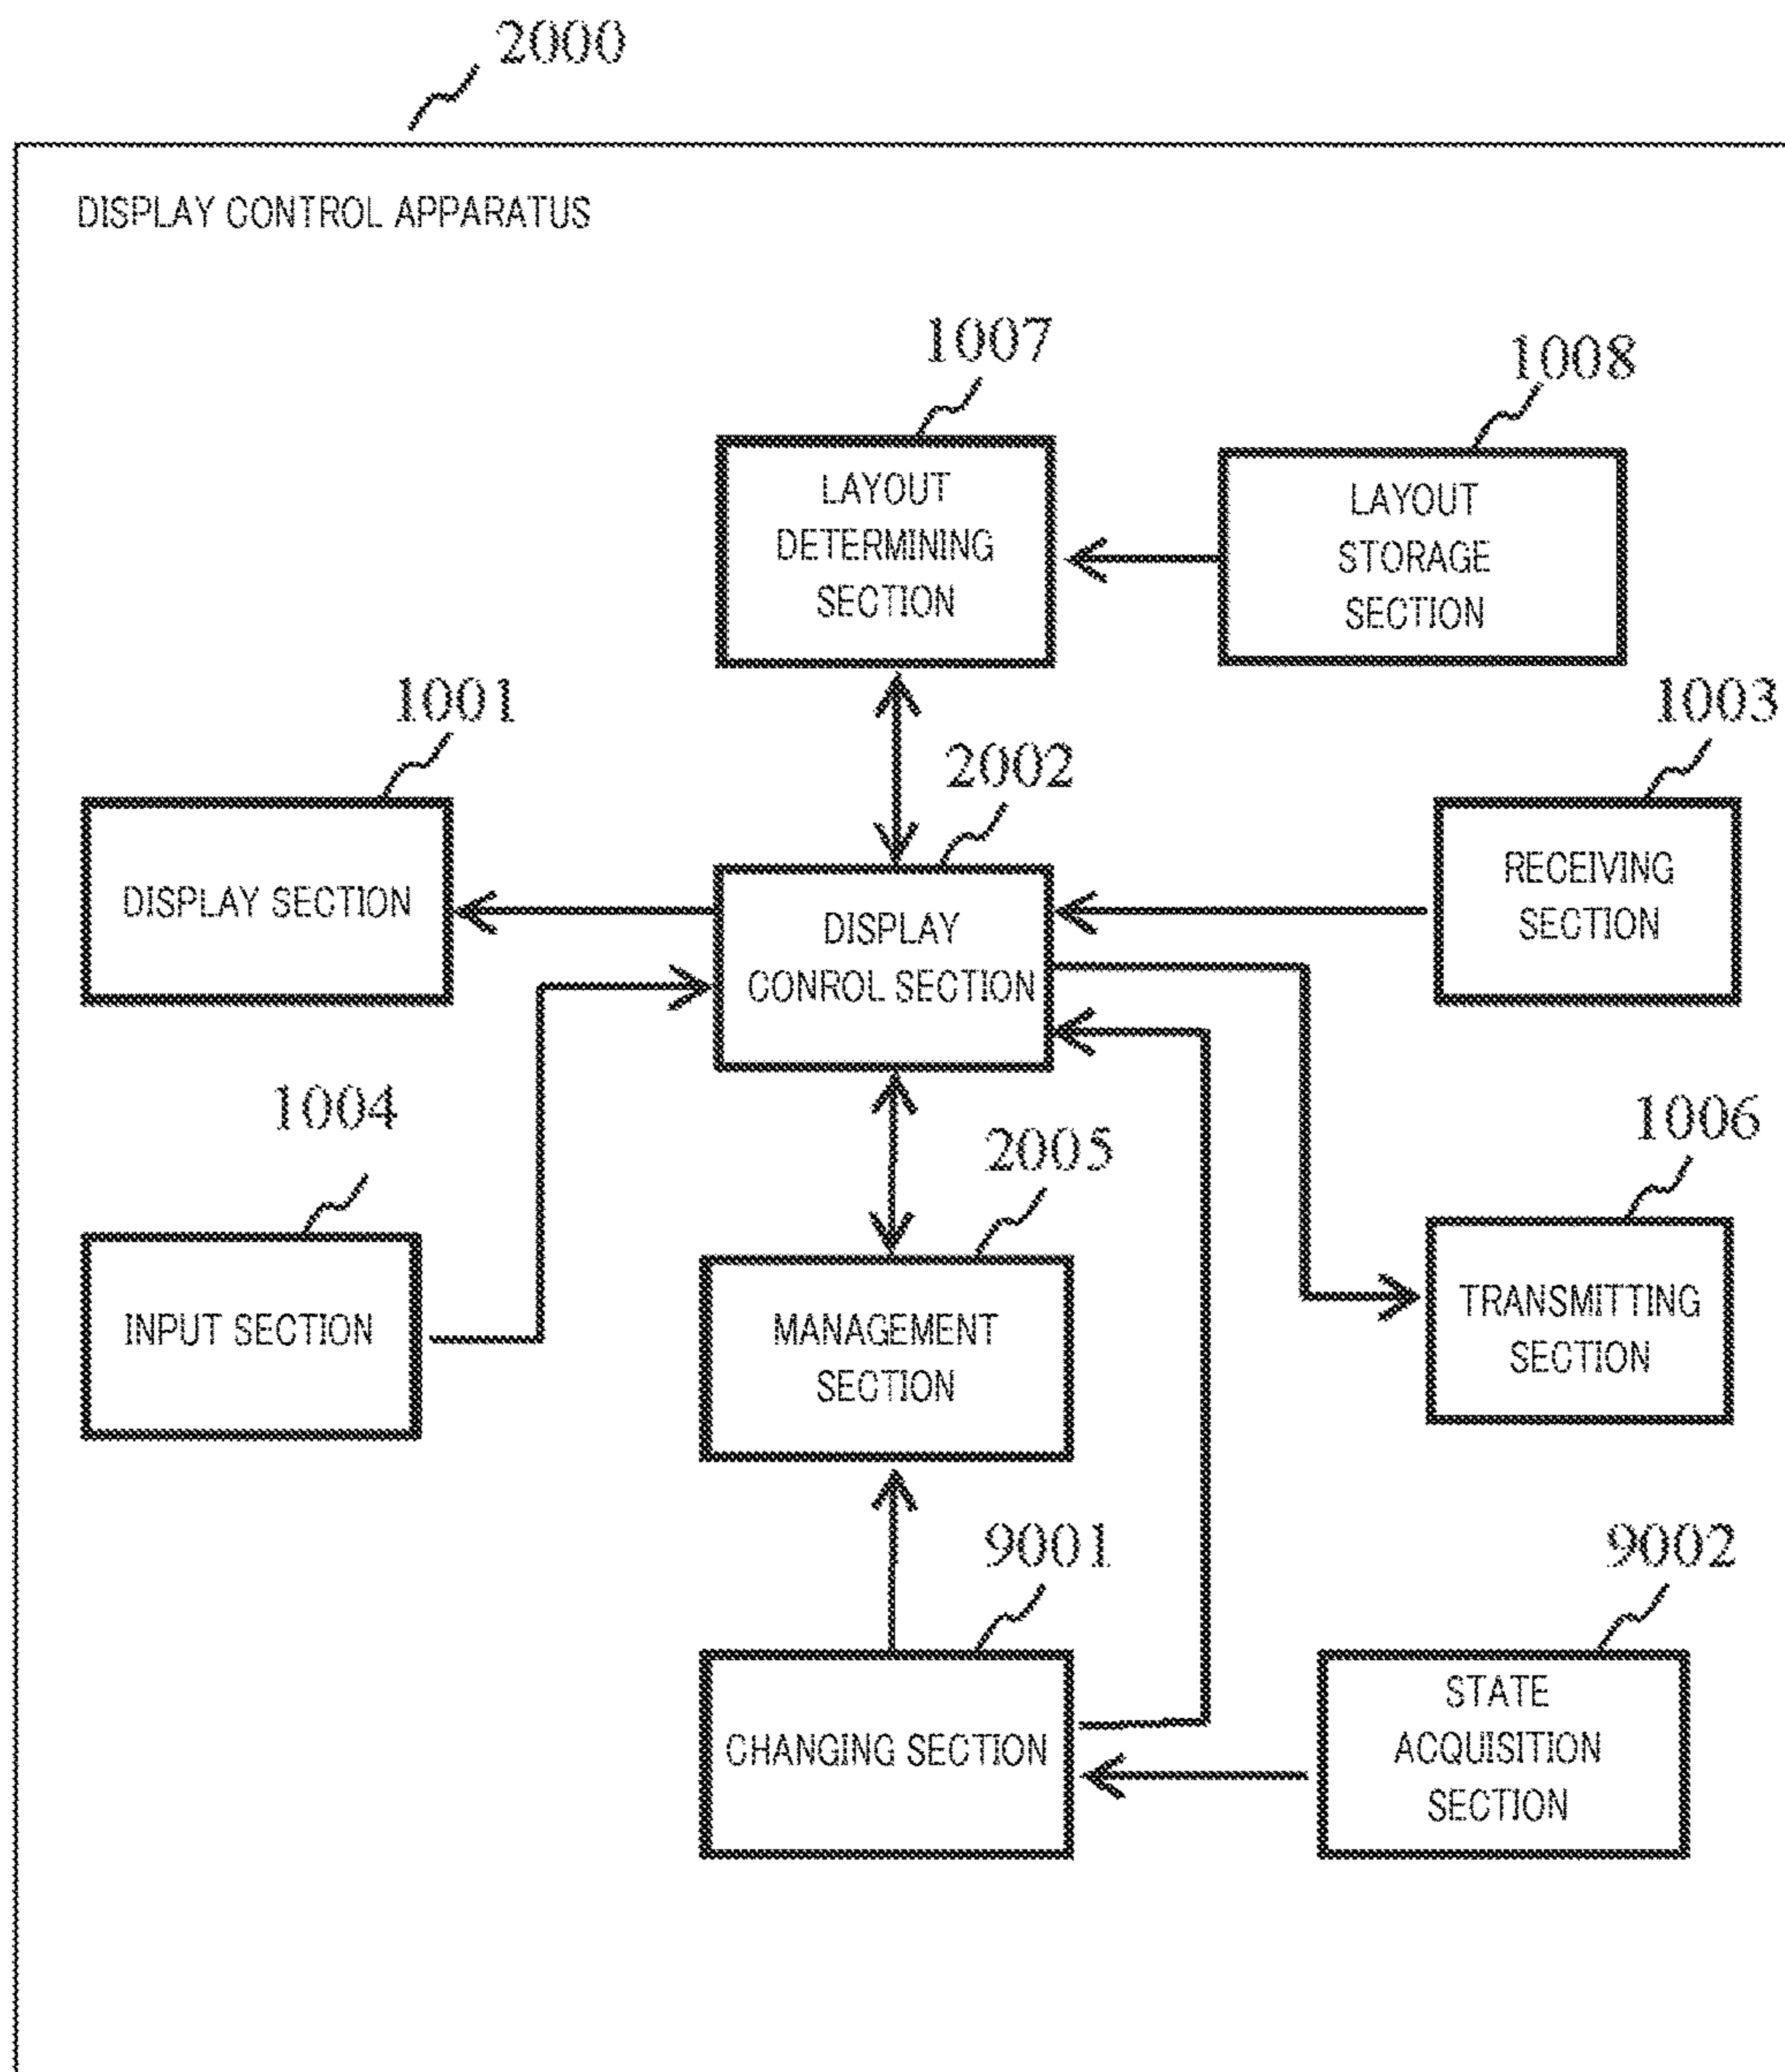 2000
DISPLAY CONTROL APPARATUS
1007
LAYOUT
DETERMINING
SECTION
1008
LAYOUT
STORAGE
SECTION
1001
DISPLAY SECTION
2002
DISPLAY
CONROL SECTION
1003
RECEIVING
SECTION
1004
INPUT SECTION
2005
MANAGEMENT
SECTION
1006
TRANSMITTING
SECTION
9001
CHANGING SECTION
9002
STATE
ACQUISITION
SECTION